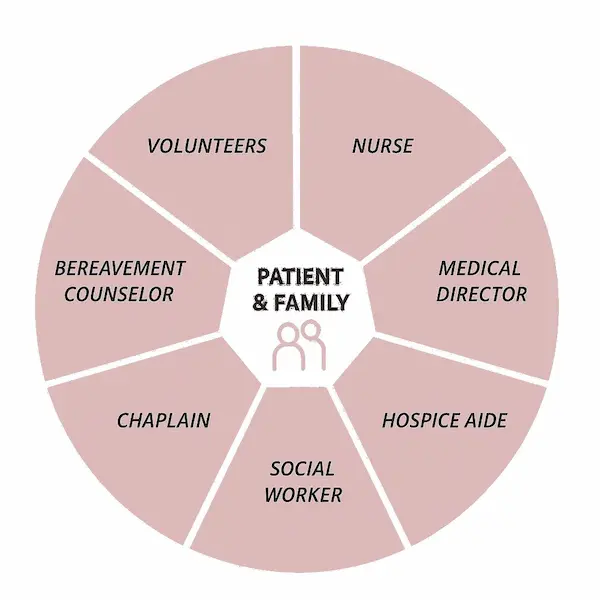 VOLUNTEERS
NURSE
BEREAVEMENT
COUNSELOR
PATIENT
& FAMILY
MEDICAL
DIRECTOR
CHAPLAIN
HOSPICE AIDE
SOCIAL
WORKER